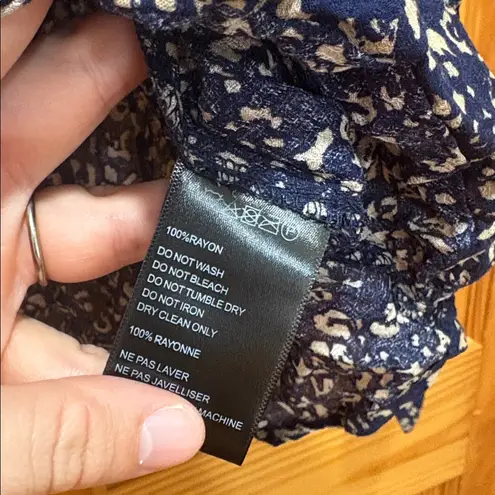 100%RAYON
DO NOT WASH
DO NOT BLEACH
DO NOT TUMBLE DRY
DO NOT IRON
DRY CLEAN ONLY
100% RAYONNE
NE PAS LAVER
NE PAS JAVELLISER
MACHINE